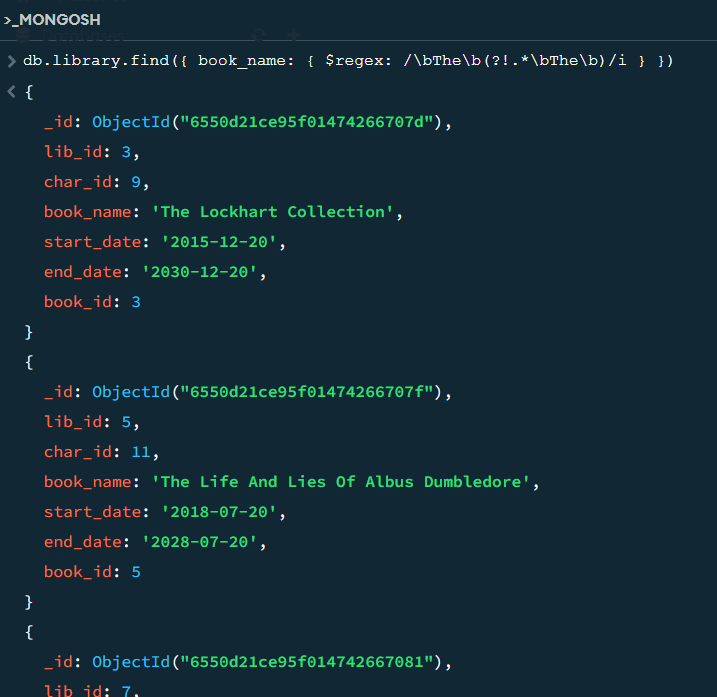 >_MONGOSH
> db.library.find({ book_name: { $regex: /\bThe\b(?!.*\bThe\b)/i } })
< {
_id: ObjectId("6550d21ce95f01474266707d"),
lib_id: 3,
char_id: 9,
book_name: 'The Lockhart Collection',
start_date: '2015-12-20',
end_date: '2030-12-20',
book_id: 3
}
{
_id: ObjectId("6550d21ce95f01474266707f"),
lib_id: 5,
char_id: 11,
book_name: 'The Life And Lies Of Albus Dumbledore',
start_date: '2018-07-20',
end_date: '2028-07-20',
book_id: 5
}
{
_id: ObjectId("6550d21ce95f014742667081"),
lib_id: 7,